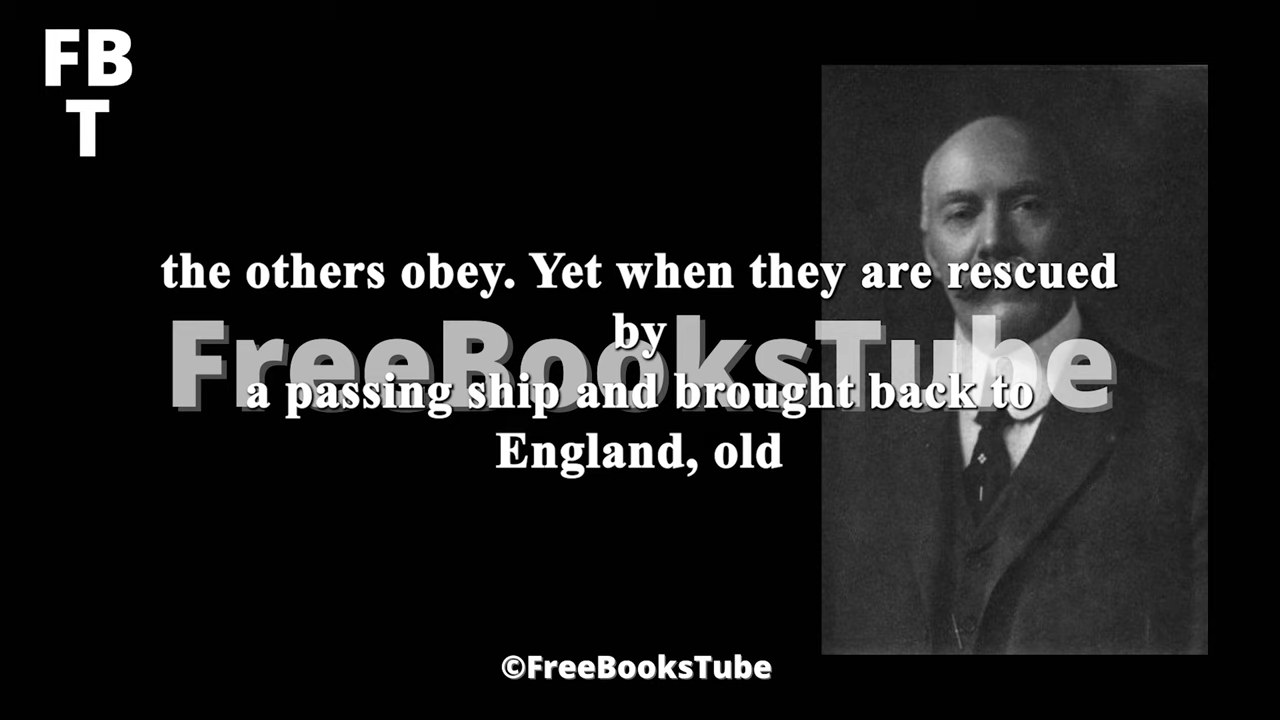 FB
T
the others obey. Yet when they are rescued
by
FreeBooksTube
a passing ship and brought back to
England, old
©FreeBooksTube